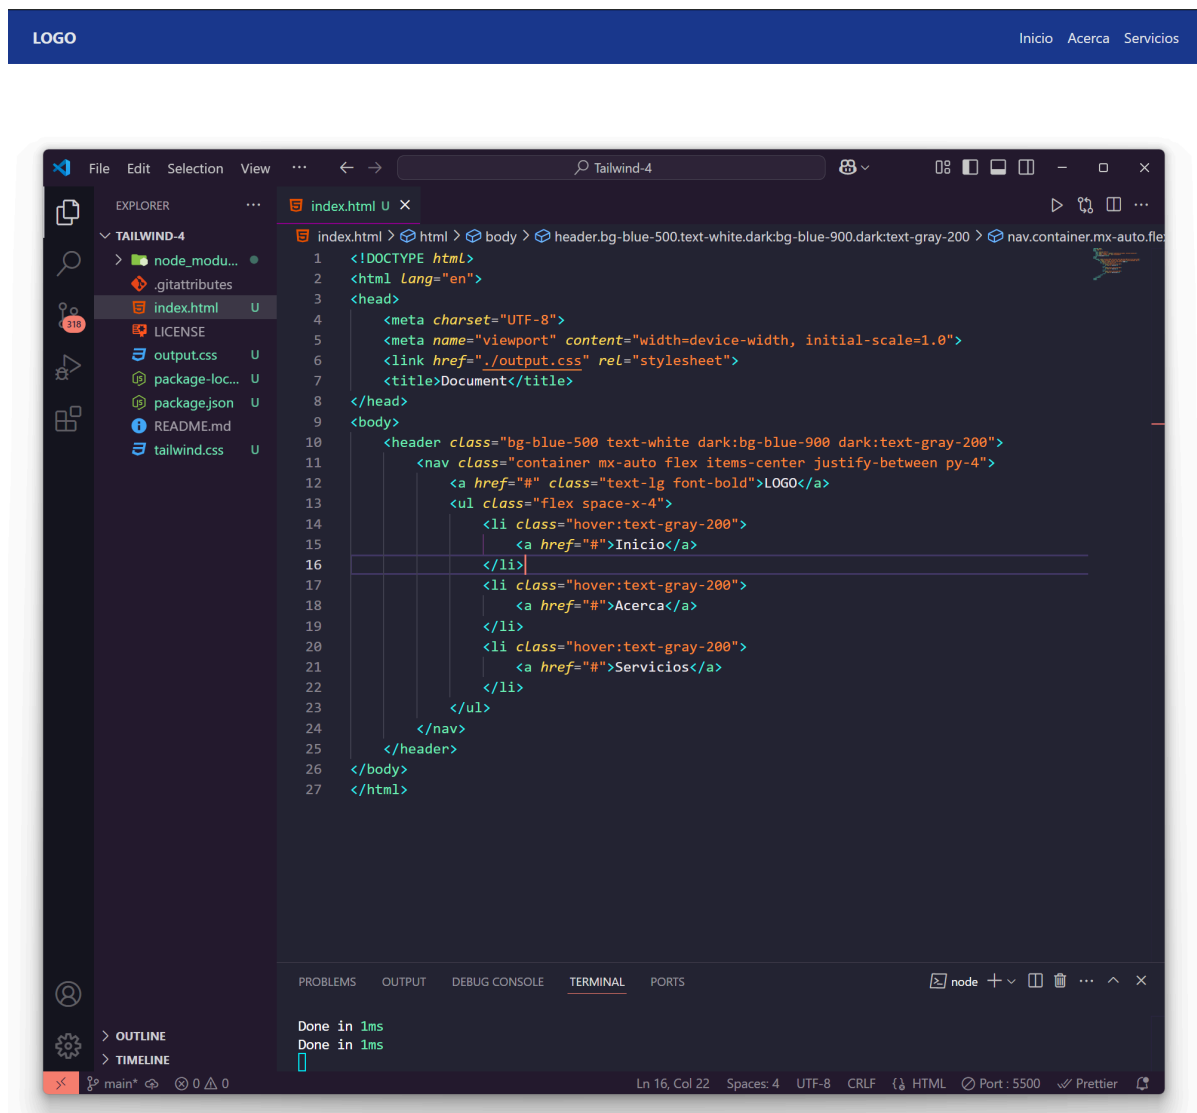 LOGO Inicio Acerca Servicios
File Edit Selection View ··· Tailwind-4
EXPLORER ···
index.html U
TAILWIND-4
index.html > html > body > header.bg-blue-500.text-white.dark:bg-blue-900.dark:text-gray-200 > nav.container.mx-auto.fle
node_modu...
.gitattributes
index.html U
LICENSE
output.css U
package-loc... U
package.json U
README.md
tailwind.css U
318
1 <!DOCTYPE html>
2 <html lang="en">
3 <head>
4     <meta charset="UTF-8">
5     <meta name="viewport" content="width=device-width, initial-scale=1.0">
6     <link href="./output.css" rel="stylesheet">
7     <title>Document</title>
8 </head>
9 <body>
10     <header class="bg-blue-500 text-white dark:bg-blue-900 dark:text-gray-200">
11         <nav class="container mx-auto flex items-center justify-between py-4">
12             <a href="#" class="text-lg font-bold">LOGO</a>
13             <ul class="flex space-x-4">
14                 <li class="hover:text-gray-200">
15                     <a href="#">Inicio</a>
16                 </li>
17                 <li class="hover:text-gray-200">
18                     <a href="#">Acerca</a>
19                 </li>
20                 <li class="hover:text-gray-200">
21                     <a href="#">Servicios</a>
22                 </li>
23             </ul>
24         </nav>
25     </header>
26 </body>
27 </html>
PROBLEMS OUTPUT DEBUG CONSOLE TERMINAL PORTS node
Done in 1ms
Done in 1ms
OUTLINE
TIMELINE
main* 0 0 Ln 16, Col 22 Spaces: 4 UTF-8 CRLF HTML Port : 5500 Prettier